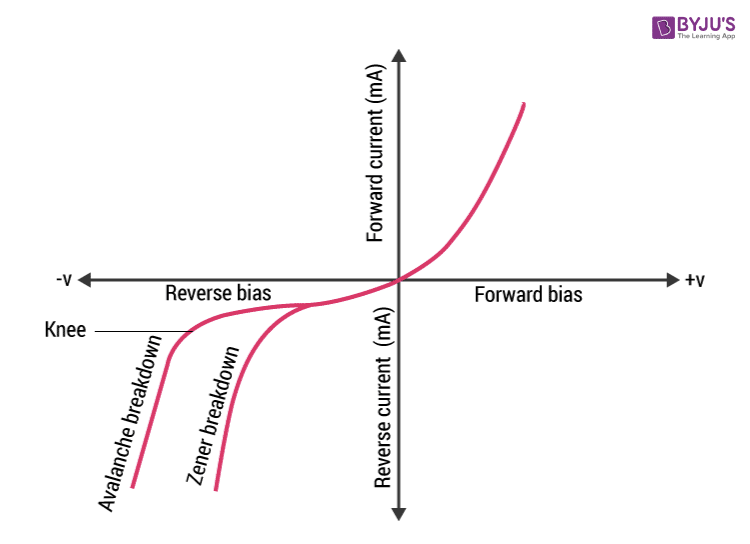 BYJU'S
The Learning App
Forward current (mA)
-v
+v
Reverse bias
Forward bias
Knee
Reverse current (mA)
Avalanche breakdown
Zener breakdown